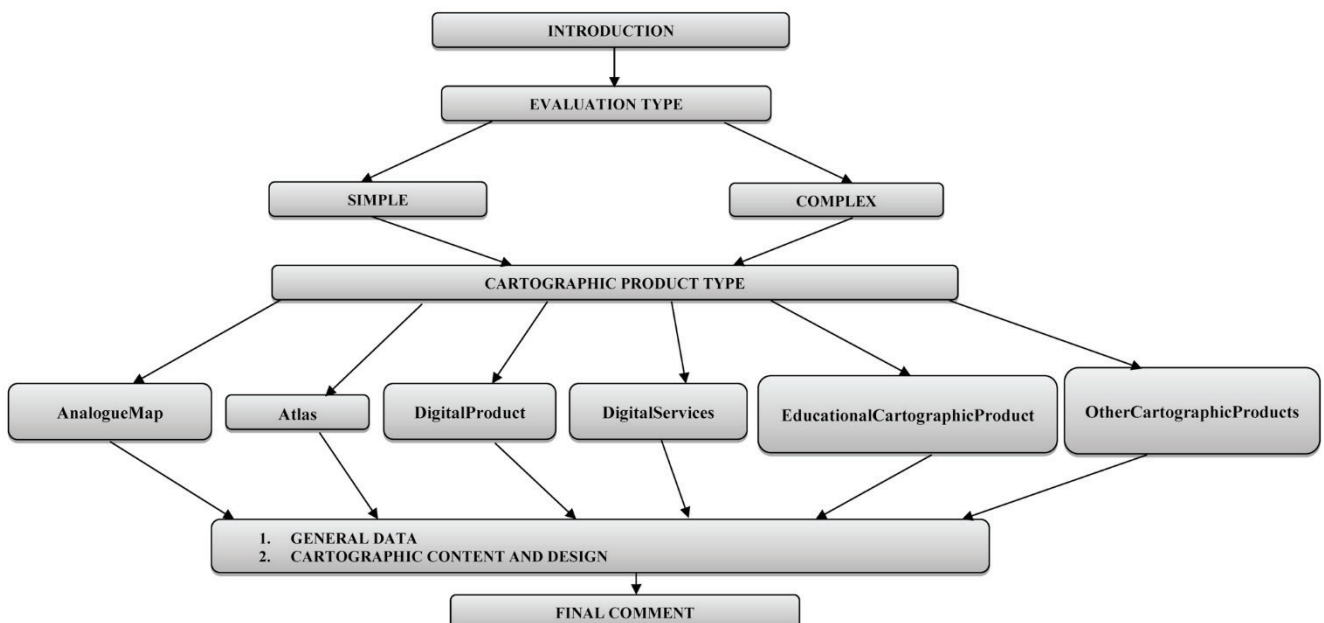 INTRODUCTION
EVALUATION TYPE
SIMPLE
COMPLEX
CARTOGRAPHIC PRODUCT TYPE
AnalogueMap
Atlas
DigitalProduct
DigitalServices
EducationalCartographicProduct
OtherCartographicProducts
1. GENERAL DATA
2. CARTOGRAPHIC CONTENT AND DESIGN
FINAL COMMENT